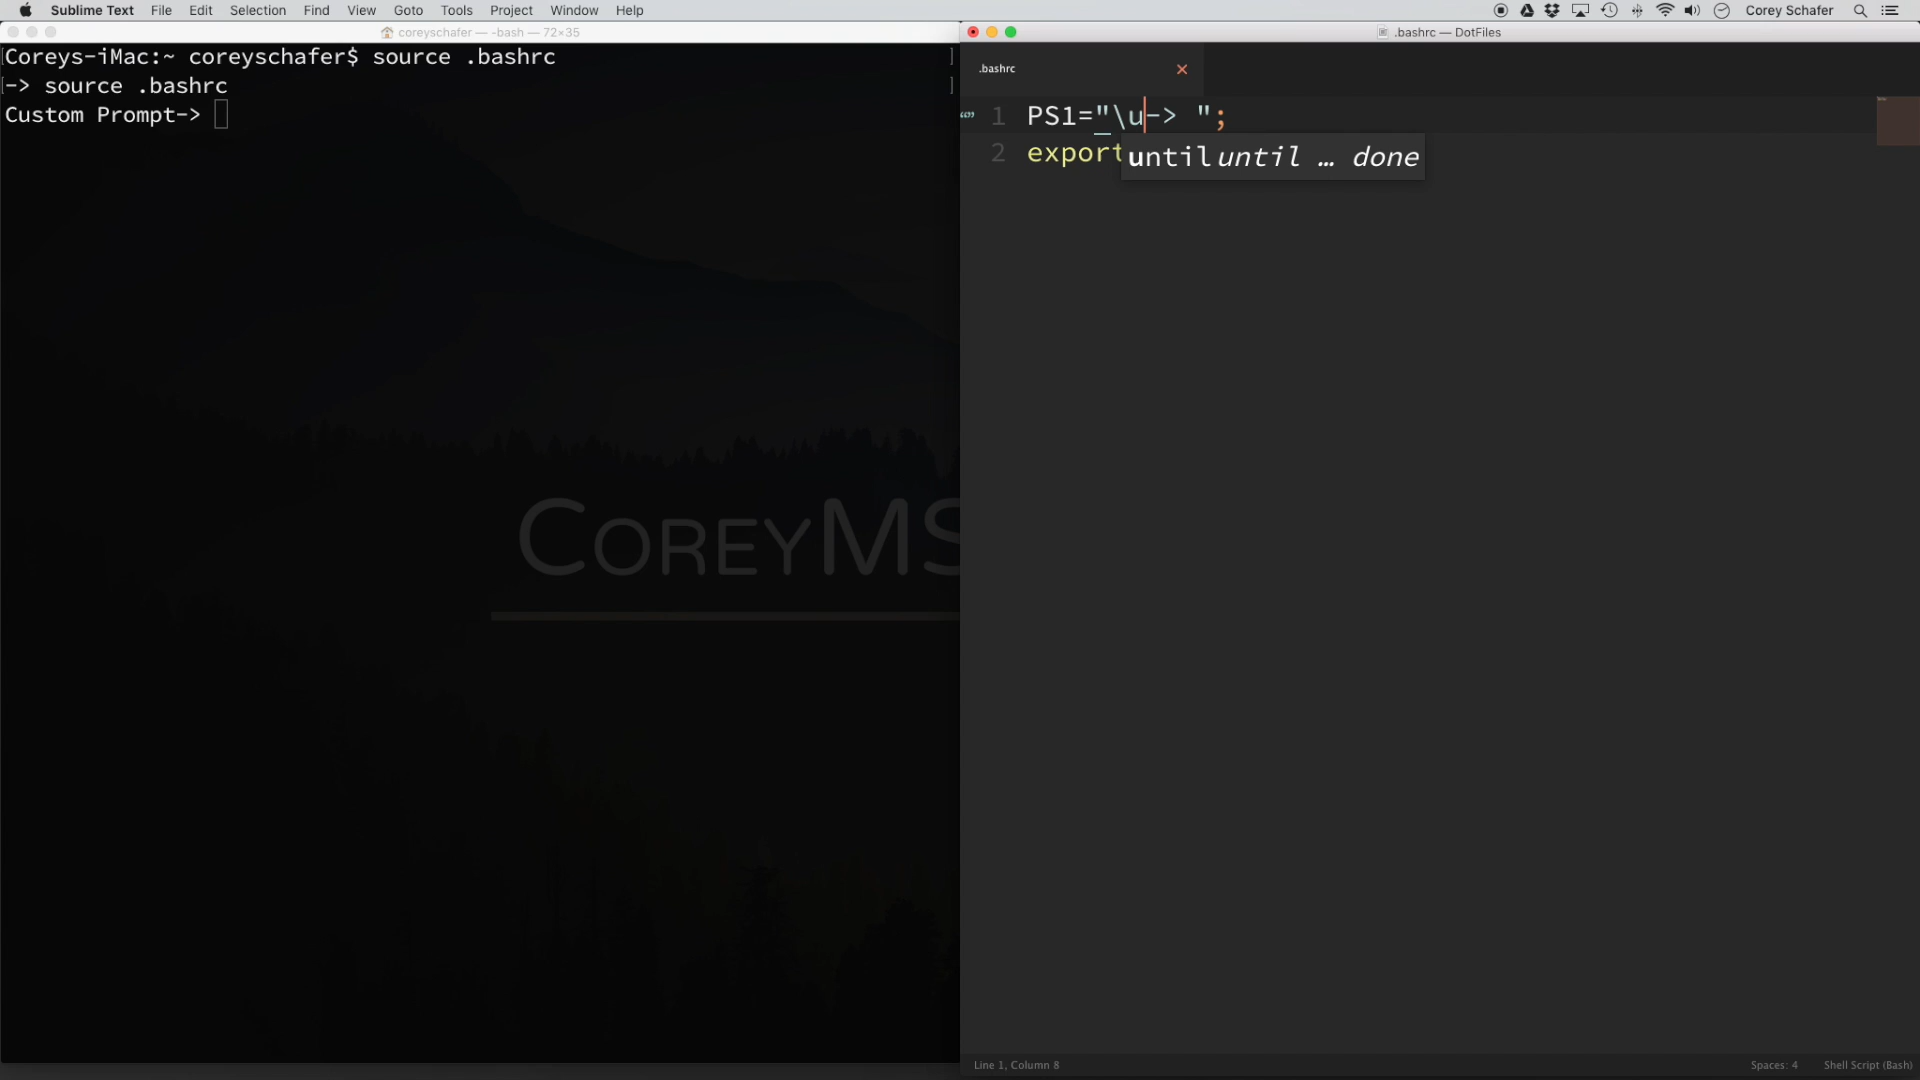 Sublime Text File Edit Selection Find View Goto Tools Project Window Help Corey Schafer
coreyschafer — -bash — 72×35
.bashrc — DotFiles
Coreys-iMac:~ coreyschafer$ source .bashrc
-> source .bashrc
Custom Prompt->
COREYMS
.bashrc
1 PS1="\u-> ";
2 export
until until … done
Line 1, Column 8
Spaces: 4 Shell Script (Bash)